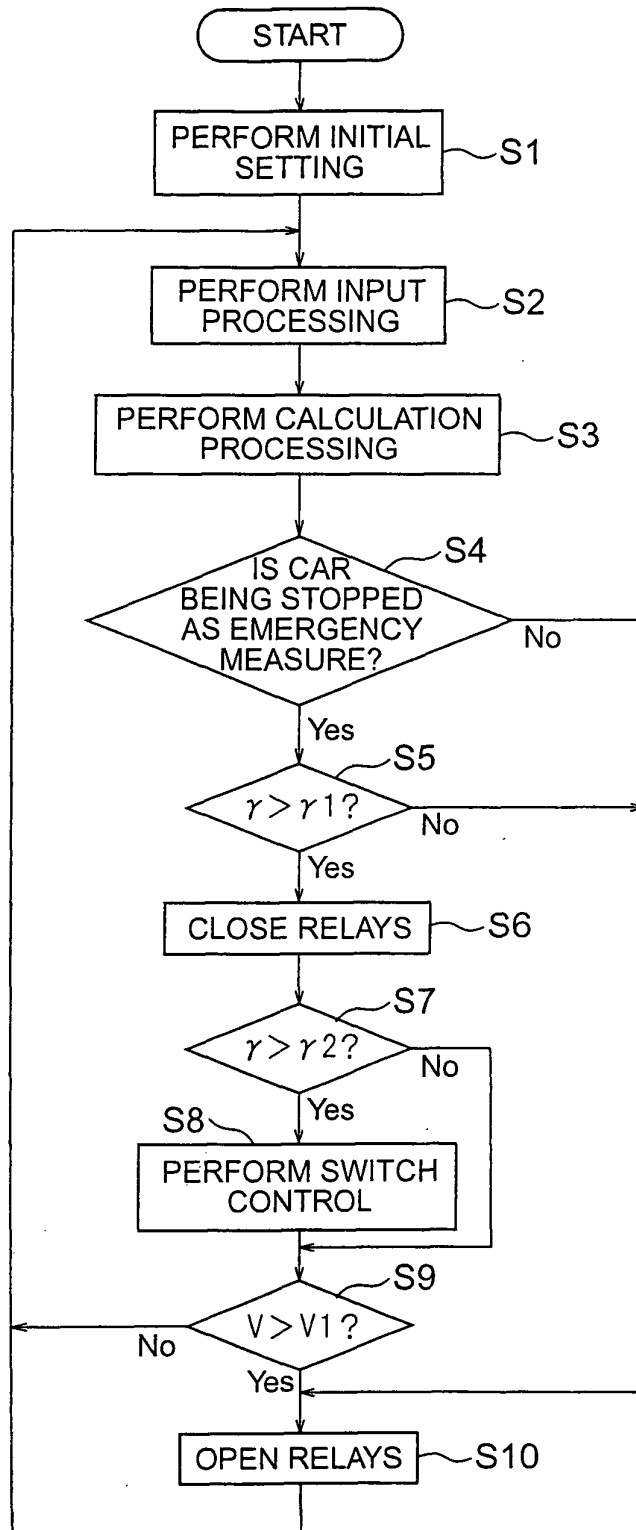 START
PERFORM INITIAL
SETTING
S1
PERFORM INPUT
PROCESSING
S2
PERFORM CALCULATION
PROCESSING
S3
S4
IS CAR
BEING STOPPED
AS EMERGENCY
MEASURE?
No
Yes
S5
γ>γ1?
No
Yes
CLOSE RELAYS
S6
S7
γ>γ2?
No
Yes
S8
PERFORM SWITCH
CONTROL
S9
V>V1?
No
Yes
OPEN RELAYS
S10